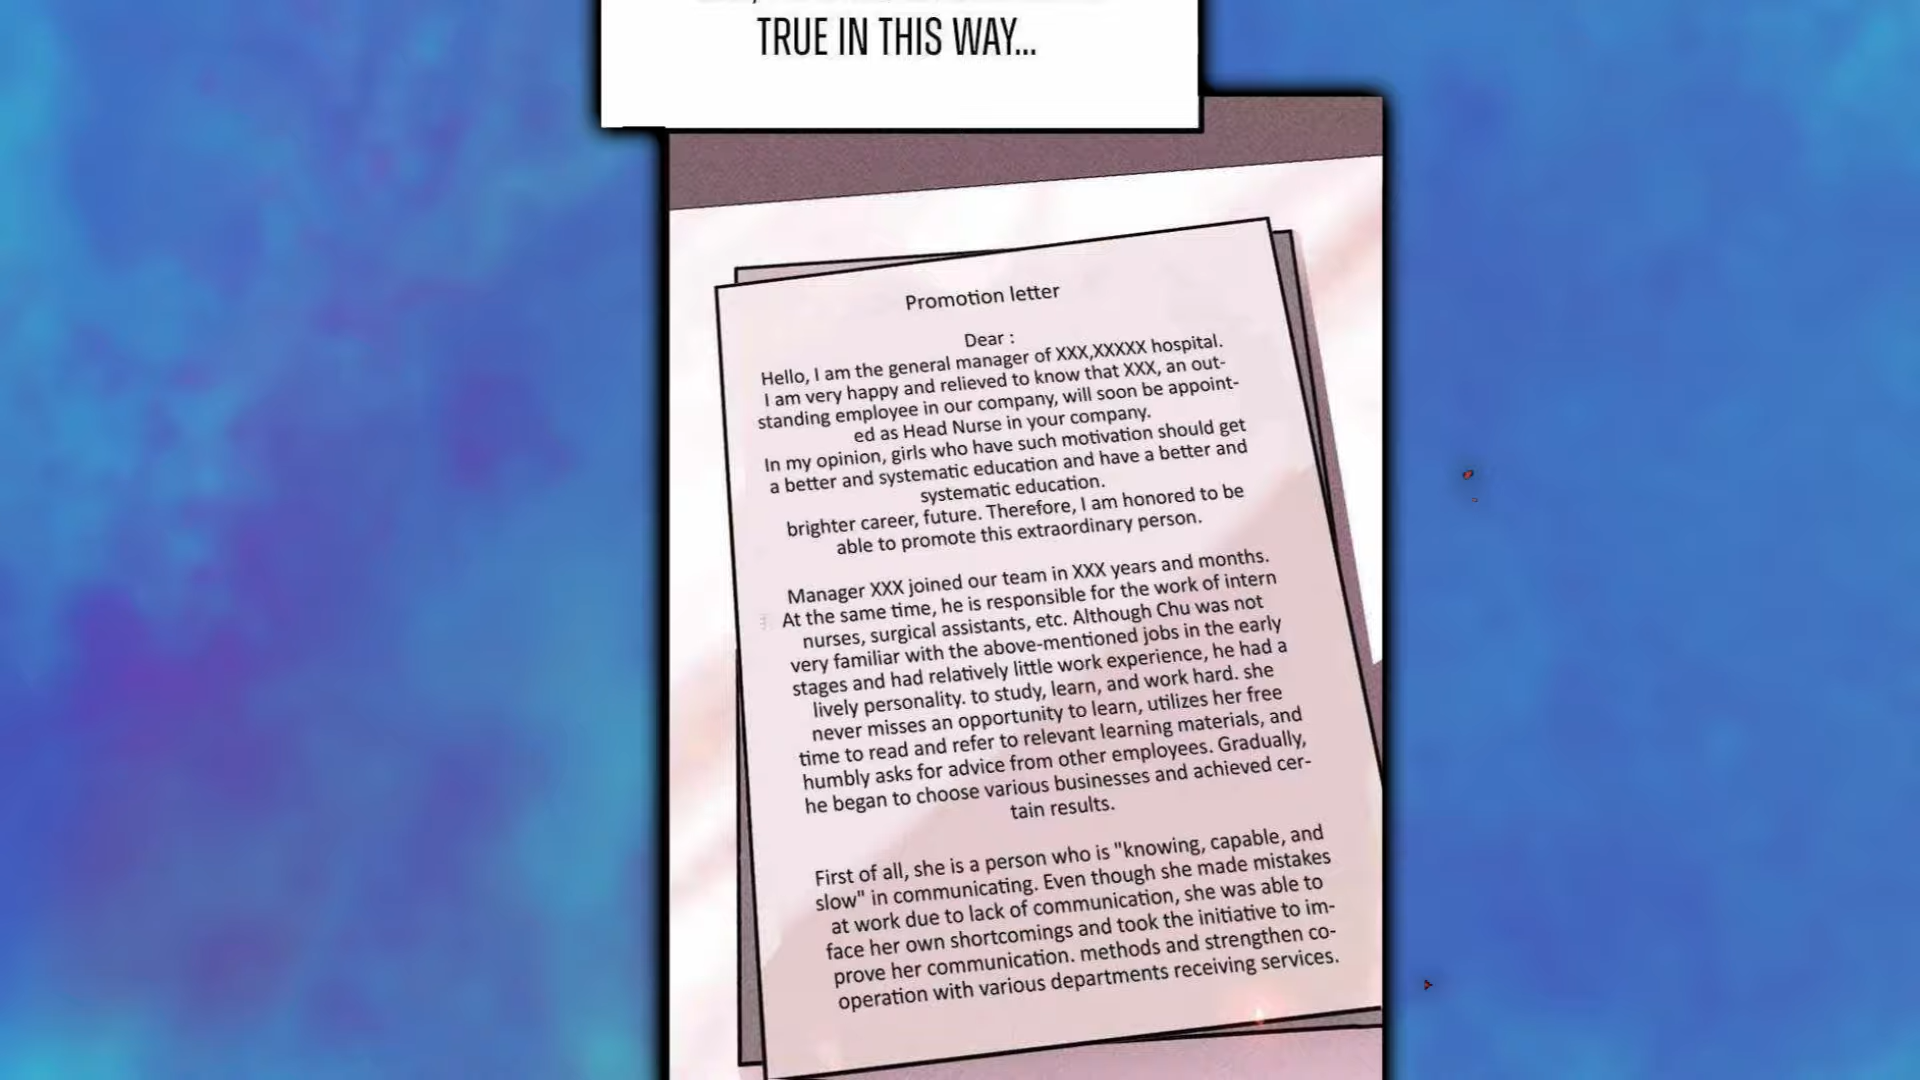 TRUE IN THIS WAY...
Promotion letter
Dear :
Hello, I am the general manager of XXX,XXXXX hospital.
I am very happy and relieved to know that XXX, an out-
standing employee in our company, will soon be appoint-
ed as Head Nurse in your company.
In my opinion, girls who have such motivation should get
a better and systematic education and have a better and
systematic education.
brighter career, future. Therefore, I am honored to be
able to promote this extraordinary person.
Manager XXX joined our team in XXX years and months.
At the same time, he is responsible for the work of intern
nurses, surgical assistants, etc. Although Chu was not
very familiar with the above-mentioned jobs in the early
stages and had relatively little work experience, he had a
lively personality. to study, learn, and work hard. she
never misses an opportunity to learn, utilizes her free
time to read and refer to relevant learning materials, and
humbly asks for advice from other employees. Gradually,
he began to choose various businesses and achieved cer-
tain results.
First of all, she is a person who is "knowing, capable, and
slow" in communicating. Even though she made mistakes
at work due to lack of communication, she was able to
face her own shortcomings and took the initiative to im-
prove her communication. methods and strengthen co-
operation with various departments receiving services.